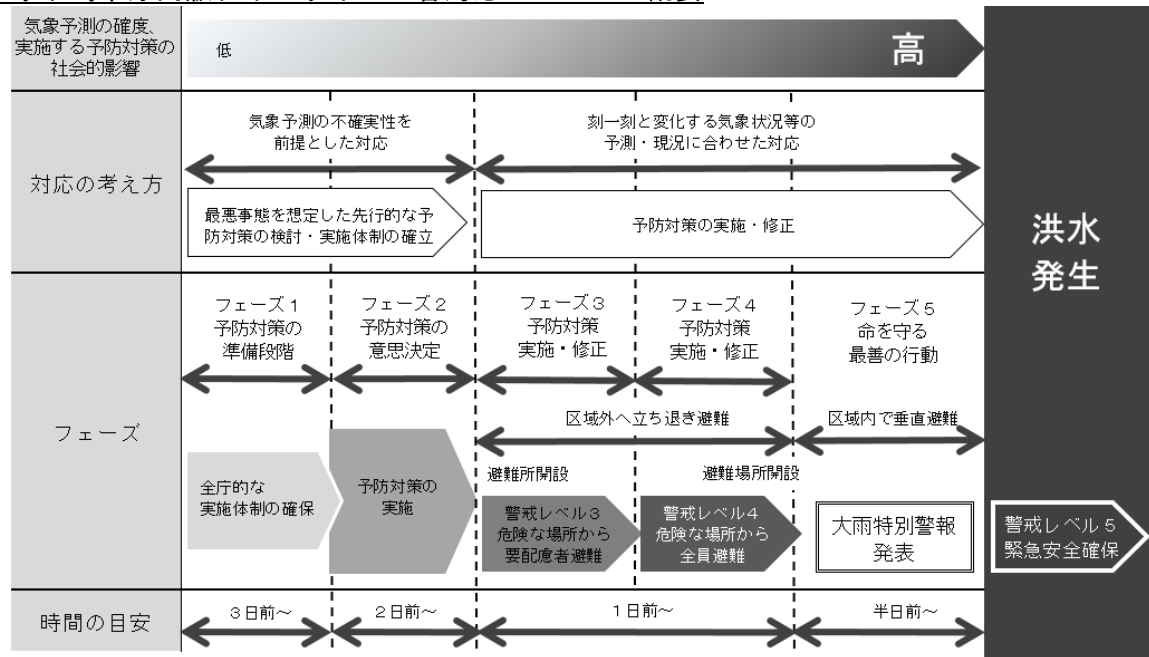 気象予測の確度、
実施する予防対策の
社会的影響
低
高
対応の考え方
気象予測の不確実性を
前提とした対応
刻一刻と変化する気象状況等の
予測・現況に合わせた対応
最悪事態を想定した先行的な予
防対策の検討・実施体制の確立
予防対策の実施・修正
洪水
発生
フェーズ
フェーズ1
予防対策の
準備段階
フェーズ2
予防対策の
意思決定
フェーズ3
予防対策
実施・修正
フェーズ4
予防対策
実施・修正
フェーズ5
命を守る
最善の行動
区域外へ立ち退き避難
区域内で垂直避難
全庁的な
実施体制の確保
予防対策の
実施
避難所開設
避難場所開設
警戒レベル3
危険な場所から
要配慮者避難
警戒レベル4
危険な場所から
全員避難
大雨特別警報
発表
警戒レベル5
緊急安全確保
時間の目安
3日前～
2日前～
1日前～
半日前～